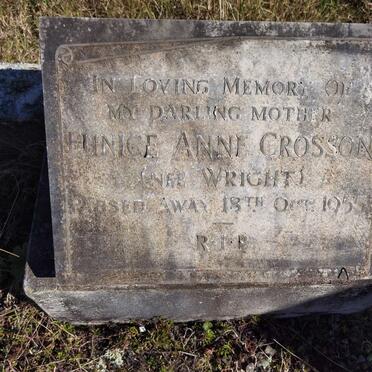 IN LOVING MEMORY OF
MY DARLING MOTHER
EUNICE ANNE CROSSON
(NEE WRIGHT)
PASSED AWAY 18TH OCT.
R.I.P.